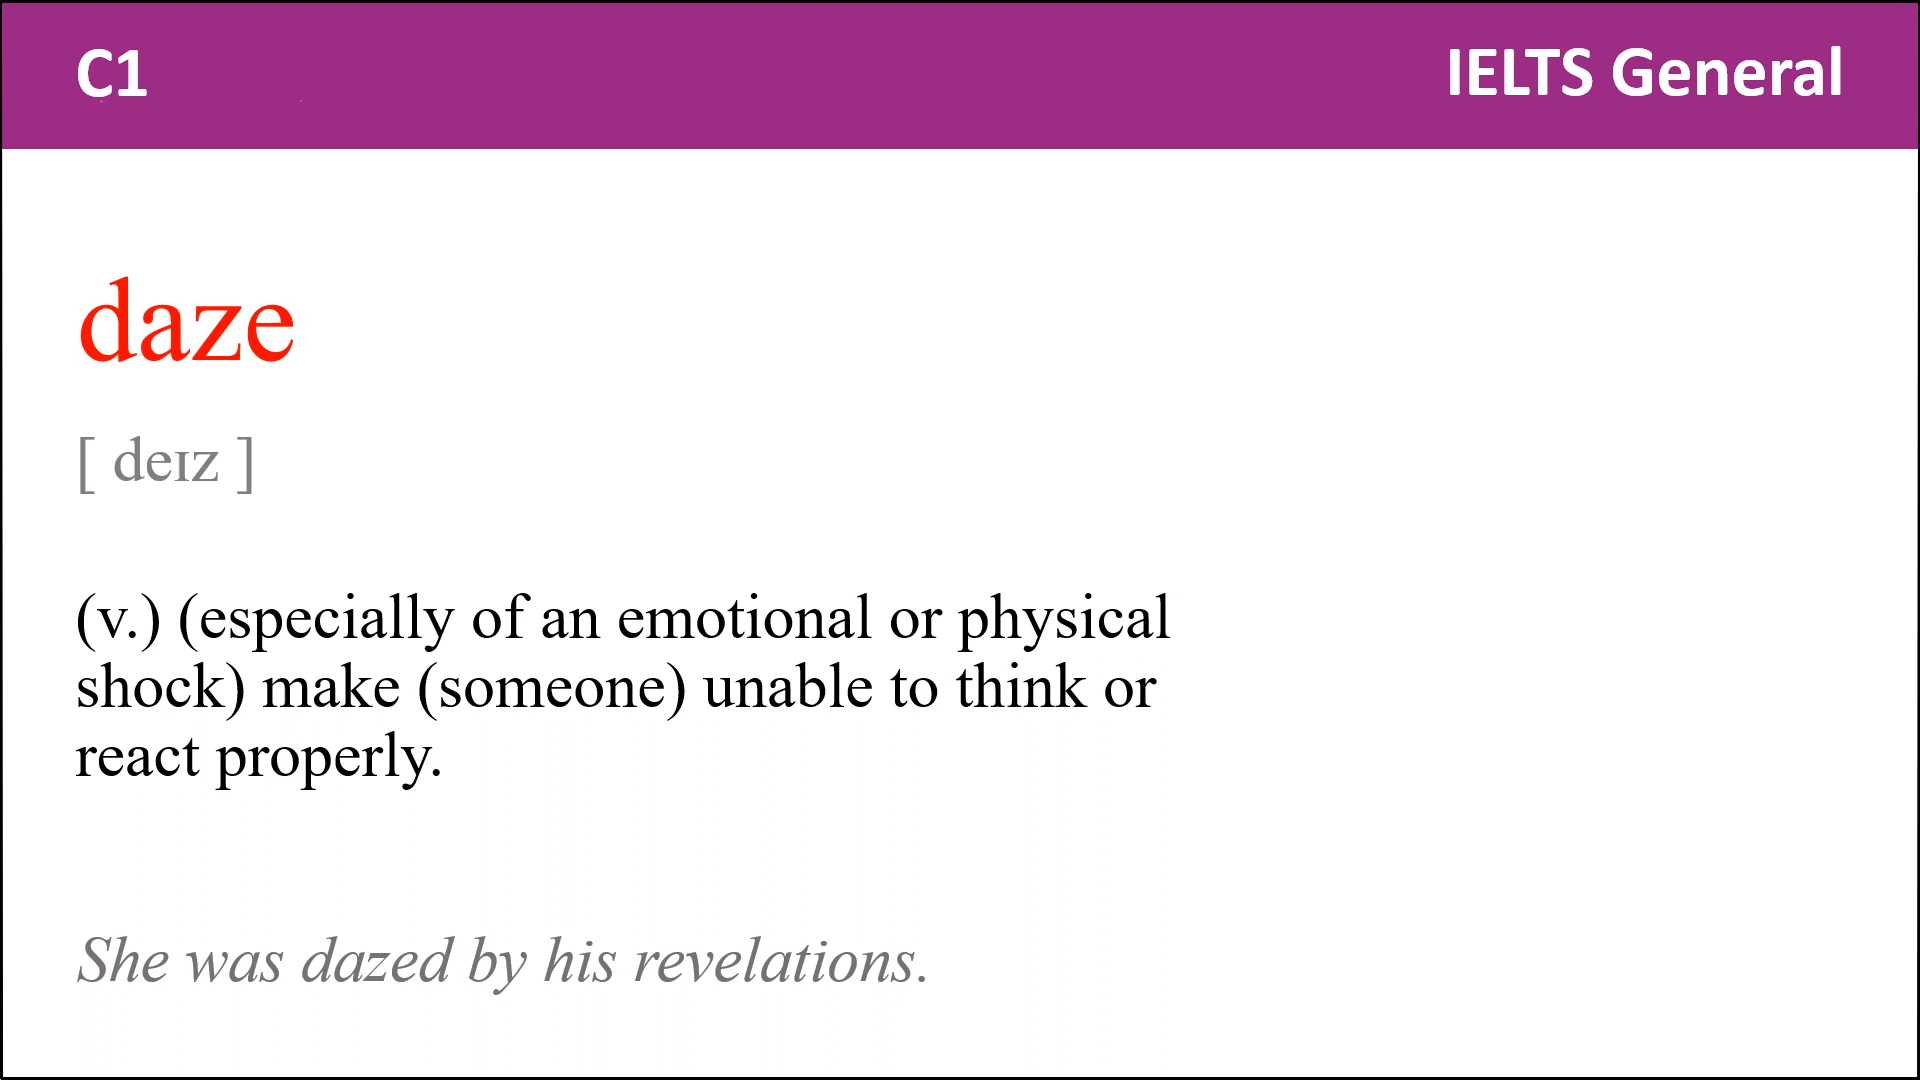 C1
IELTS General
daze
[ deɪz ]
(v.) (especially of an emotional or physical
shock) make (someone) unable to think or
react properly.
She was dazed by his revelations.